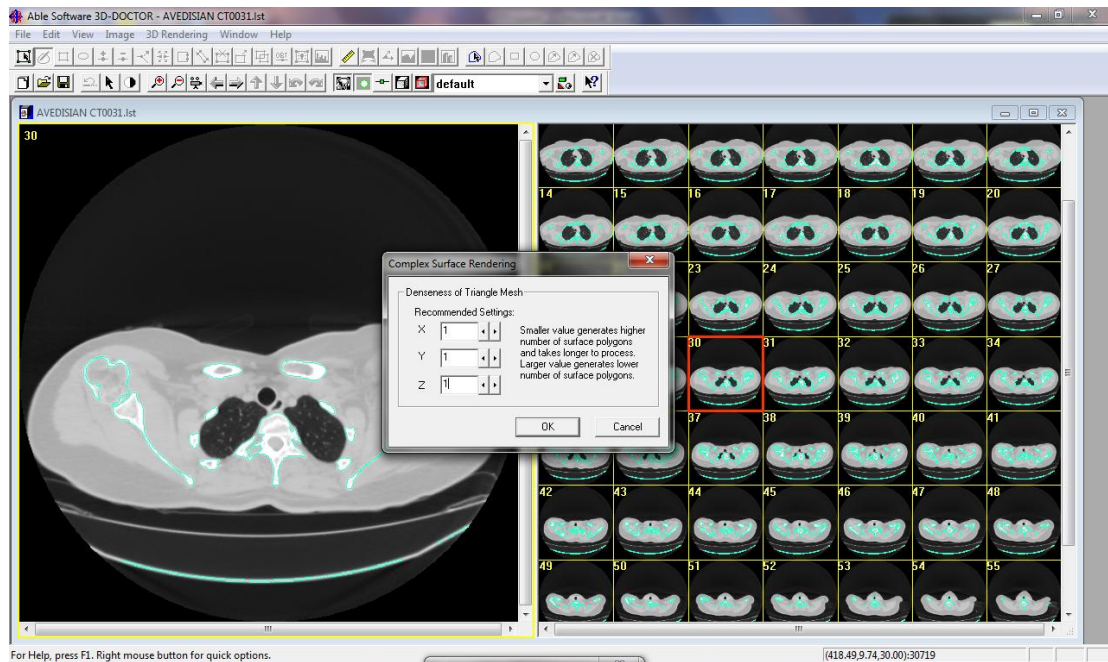 Able Software 3D-DOCTOR - AVEDISIAN CT0031.lst
File Edit View Image 3D Rendering Window Help
default
AVEDISIAN CT0031.lst
30
14 15 16 17 18 19 20
Complex Surface Rendering
23 24 25 26 27
Denseness of Triangle Mesh
Recommended Settings:
X 1
Y 1
Z 1
Smaller value generates higher
number of surface polygons
and takes longer to process.
Larger value generates lower
number of surface polygons.
OK Cancel
30 31 32 33 34
37 38 39 40 41
42 43 44 45 46 47 48
49 50 51 52 53 54 55
For Help, press F1. Right mouse button for quick options.
(418.49,9.74,30.00):30719